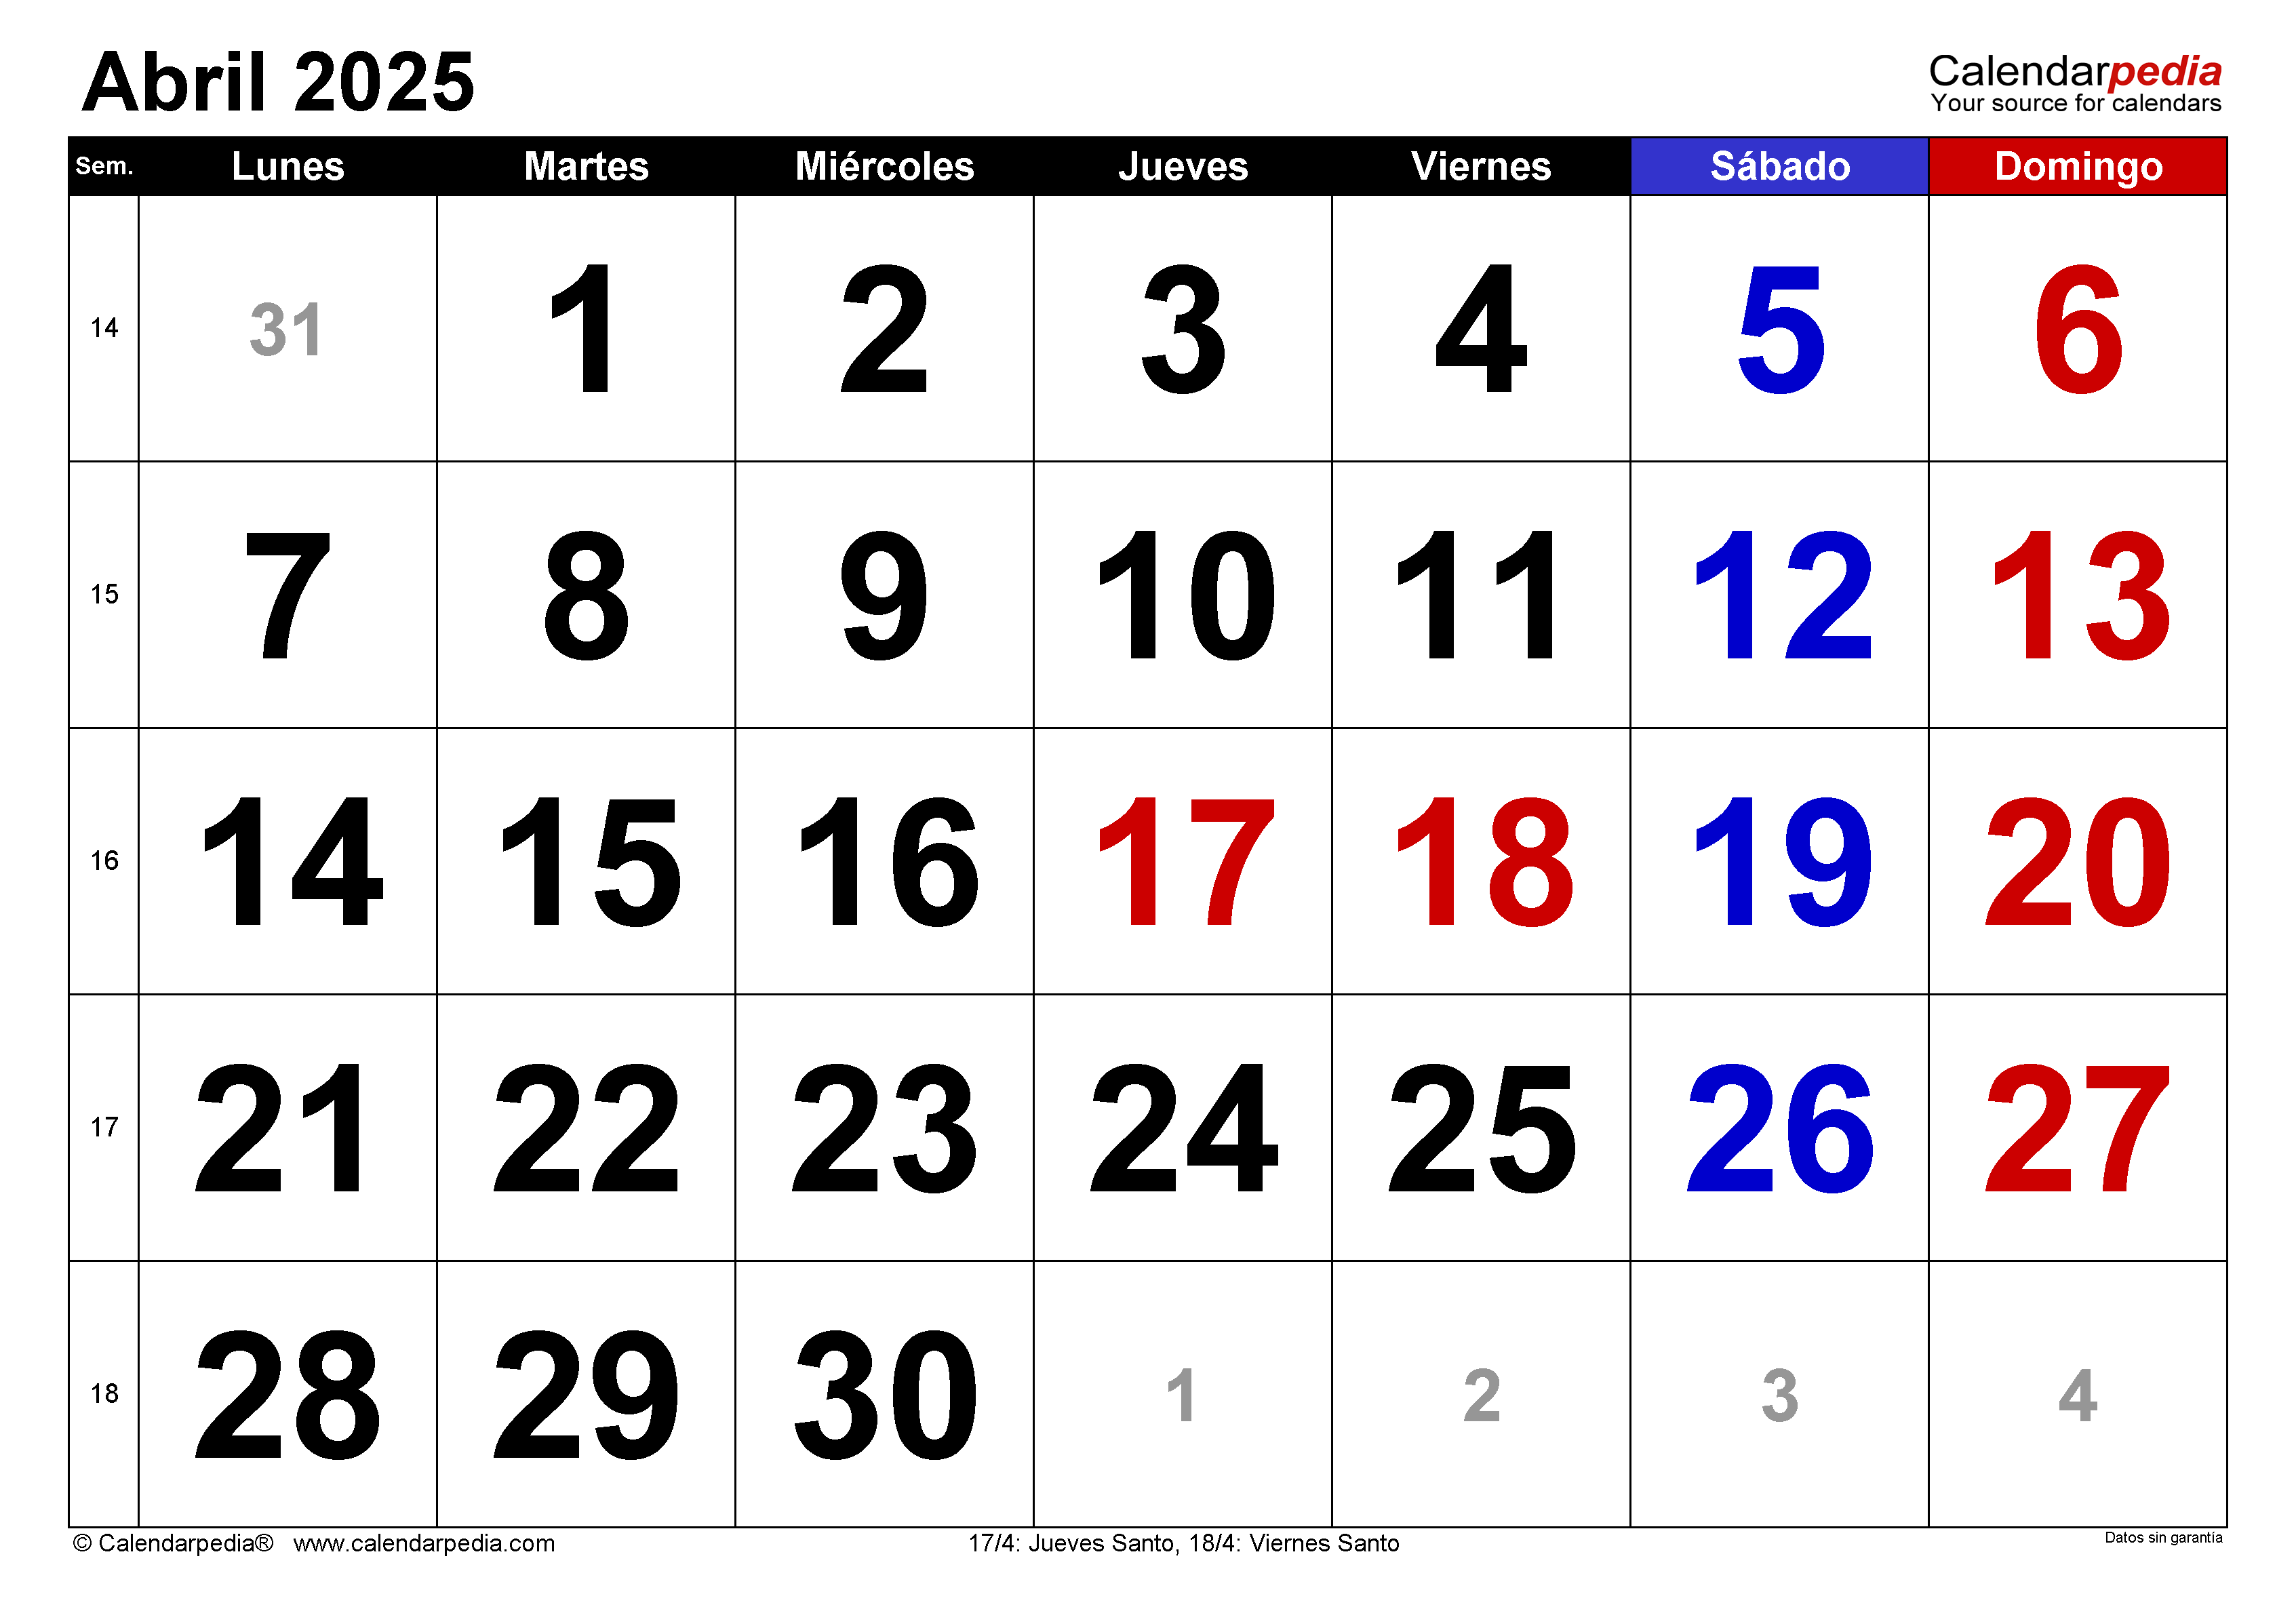 Abril 2025
Calendarpedia
Your source for calendars
Sem. Lunes Martes Miércoles Jueves Viernes Sábado Domingo
14 31 1 2 3 4 5 6
15 7 8 9 10 11 12 13
16 14 15 16 17 18 19 20
17 21 22 23 24 25 26 27
18 28 29 30 1 2 3 4
© Calendarpedia® www.calendarpedia.com 17/4: Jueves Santo, 18/4: Viernes Santo Datos sin garantía